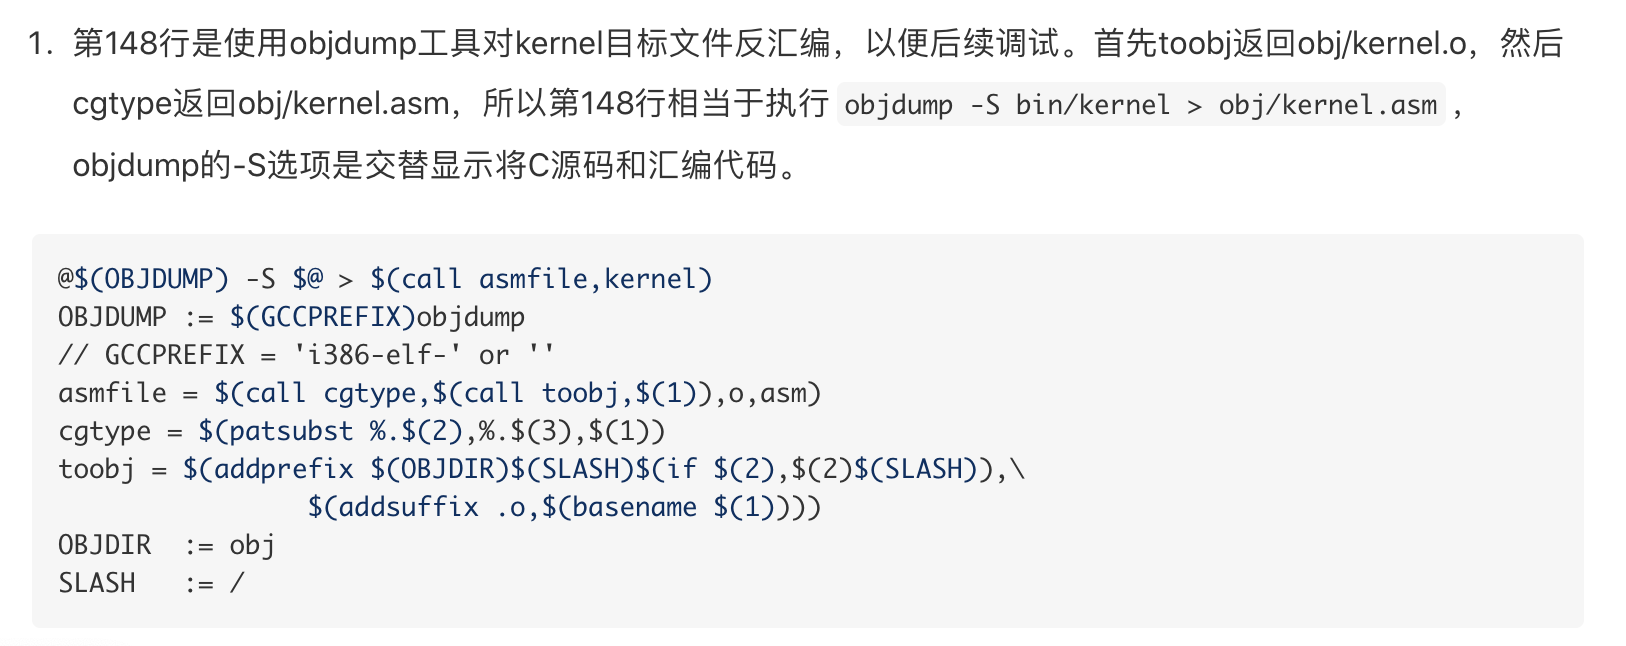 1. 第148行是使用objdump工具对kernel目标文件反汇编，以便后续调试。首先toobj返回obj/kernel.o，然后
cgtype返回obj/kernel.asm，所以第148行相当于执行 objdump -S bin/kernel > obj/kernel.asm ，
objdump的-S选项是交替显示将C源码和汇编代码。
@$(OBJDUMP) -S $@ > $(call asmfile,kernel)
OBJDUMP := $(GCCPREFIX)objdump
// GCCPREFIX = 'i386-elf-' or ''
asmfile = $(call cgtype,$(call toobj,$(1)),o,asm)
cgtype = $(patsubst %.$(2),%.$(3),$(1))
toobj = $(addprefix $(OBJDIR)$(SLASH)$(if $(2),$(2)$(SLASH)),\
                $(addsuffix .o,$(basename $(1))))
OBJDIR  := obj
SLASH   := /